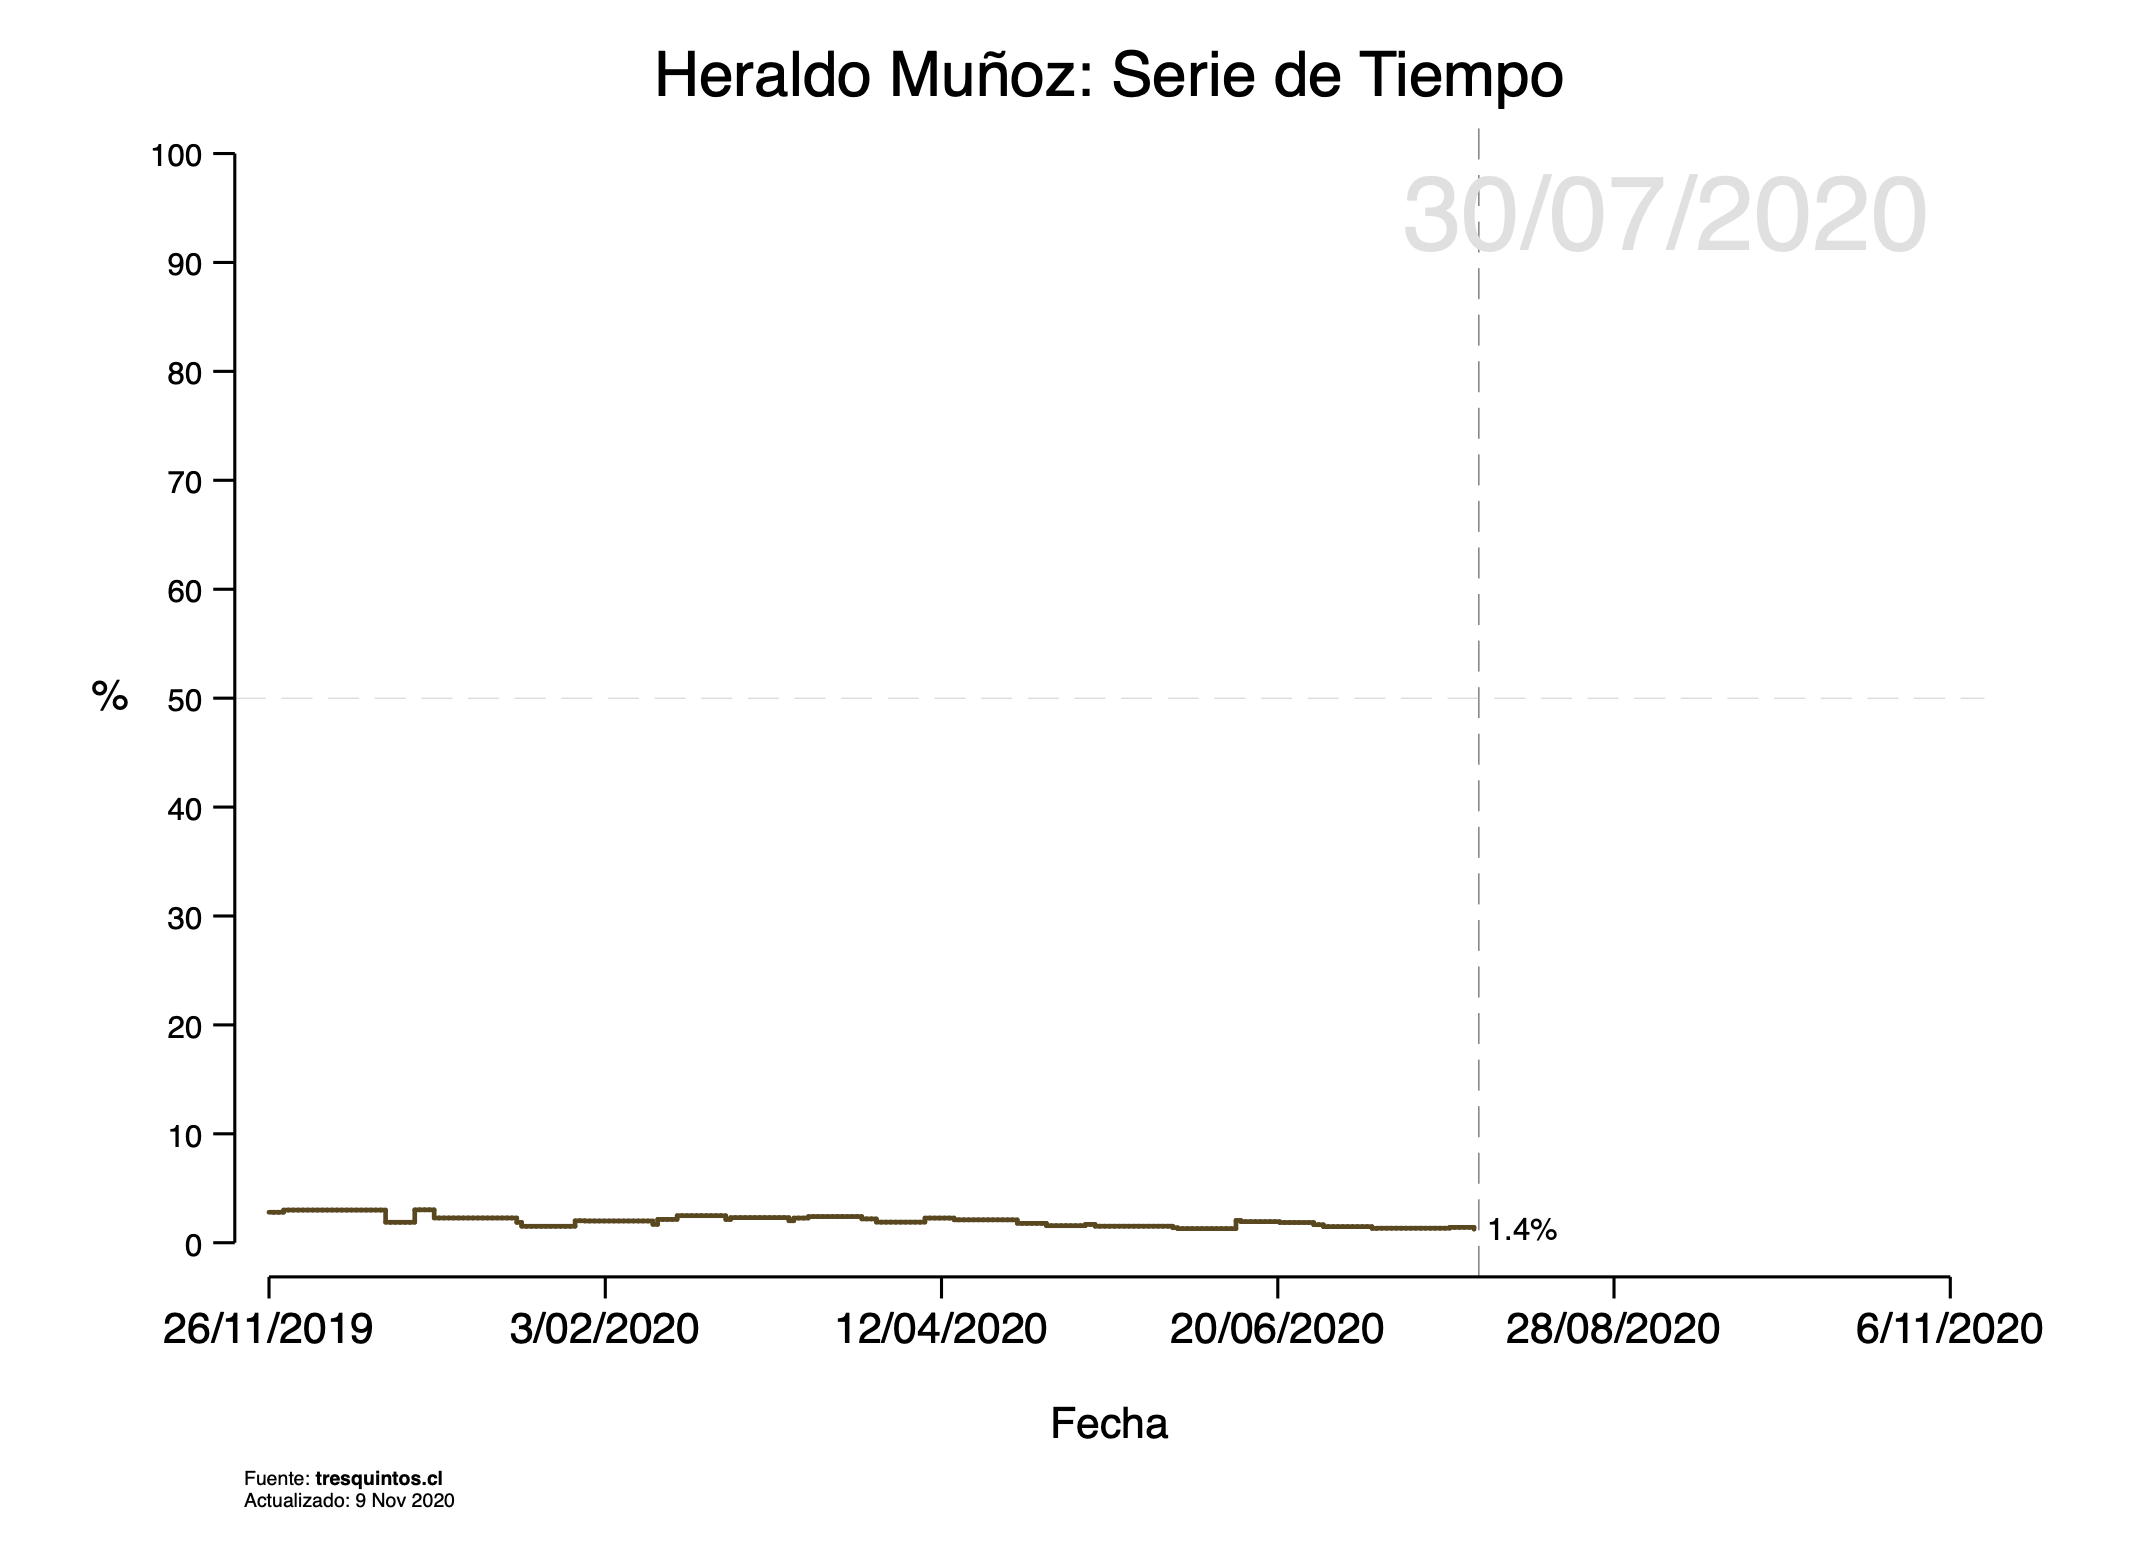 Heraldo Muñoz: Serie de Tiempo
30/07/2020
100
90
80
70
60
50
40
30
20
10
0
%
1.4%
26/11/2019 3/02/2020 12/04/2020 20/06/2020 28/08/2020 6/11/2020
Fecha
Fuente: tresquintos.cl
Actualizado: 9 Nov 2020